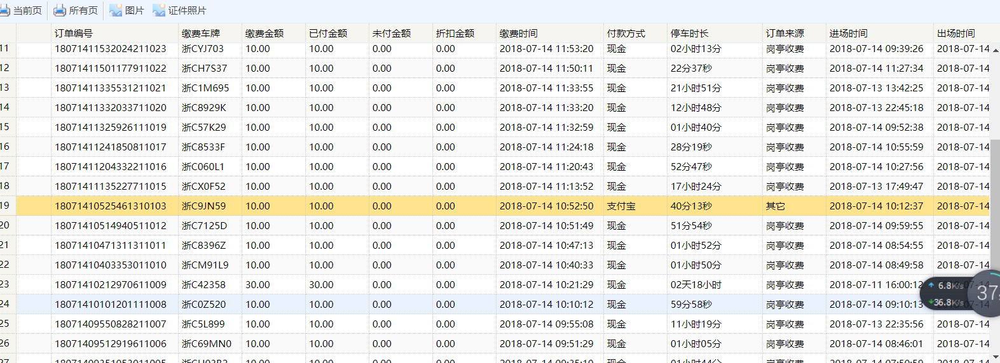 当前页 所有页 图片 证件照片
订单编号 缴费车牌 缴费金额 已付金额 未付金额 折扣金额 缴费时间 付款方式 停车时长 订单来源 进场时间 出场时间
11 18071411532024211023 浙CYJ703 10.00 10.00 0.00 0.00 2018-07-14 11:53:20 现金 02小时13分 岗亭收费 2018-07-14 09:39:26 2018-07-14
12 18071411501177911022 浙CH7S37 10.00 10.00 0.00 0.00 2018-07-14 11:50:11 现金 22分37秒 岗亭收费 2018-07-14 11:27:34 2018-07-14
13 18071411335531211021 浙C1M695 10.00 10.00 0.00 0.00 2018-07-14 11:33:55 现金 21小时51分 岗亭收费 2018-07-13 13:42:25 2018-07-14
14 18071411332033711020 浙C8929K 10.00 10.00 0.00 0.00 2018-07-14 11:33:20 现金 12小时48分 岗亭收费 2018-07-13 22:45:18 2018-07-14
15 18071411325926111019 浙C57K29 10.00 10.00 0.00 0.00 2018-07-14 11:32:59 现金 01小时40分 岗亭收费 2018-07-14 09:52:38 2018-07-14
16 18071411241850811017 浙C8533F 10.00 10.00 0.00 0.00 2018-07-14 11:24:18 现金 28分19秒 岗亭收费 2018-07-14 10:55:59 2018-07-14
17 18071411204332211016 浙C060L1 10.00 10.00 0.00 0.00 2018-07-14 11:20:43 现金 52分47秒 岗亭收费 2018-07-14 10:27:56 2018-07-14
18 18071411135227711015 浙CX0F52 10.00 10.00 0.00 0.00 2018-07-14 11:13:52 现金 17小时24分 岗亭收费 2018-07-13 17:49:47 2018-07-14
19 18071410525461310103 浙C9JN59 10.00 10.00 0.00 0.00 2018-07-14 10:52:50 支付宝 40分13秒 其它 2018-07-14 10:12:37 2018-07-14
20 18071410514940511012 浙C7125D 10.00 10.00 0.00 0.00 2018-07-14 10:51:49 现金 51分54秒 岗亭收费 2018-07-14 09:59:55 2018-07-14
21 18071410471311311011 浙C8396Z 10.00 10.00 0.00 0.00 2018-07-14 10:47:13 现金 01小时52分 岗亭收费 2018-07-14 08:54:55 2018-07-14
22 18071410403353011010 浙CM91L9 10.00 10.00 0.00 0.00 2018-07-14 10:40:33 现金 01小时50分 岗亭收费 2018-07-14 08:49:58 2018-07-14
23 18071410212970611009 浙C42358 30.00 30.00 0.00 0.00 2018-07-14 10:21:29 现金 02天18小时 岗亭收费 2018-07-11 16:00:12
6.8K/s
37
24 18071410101201111008 浙C0Z520 10.00 10.00 0.00 0.00 2018-07-14 10:10:12 现金 59分58秒 岗亭收费 2018-07-14 09:10:13
36.8K/s
25 18071409550828211007 浙C5L899 10.00 10.00 0.00 0.00 2018-07-14 09:55:08 现金 11小时19分 岗亭收费 2018-07-13 22:35:56 2018-07-14
26 18071409512919611006 浙C69MN0 10.00 10.00 0.00 0.00 2018-07-14 09:51:29 现金 01小时05分 岗亭收费 2018-07-14 08:46:01 2018-07-14